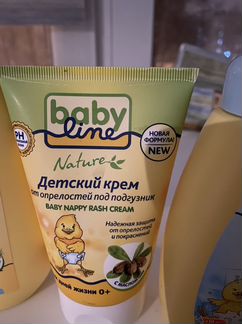 baby
line
PH
НОВАЯ
ФОРМУЛА!
NEW
Nature
Детский крем
от опрелостей под подгузник
BABY NAPPY RASH CREAM
Надежная защита
от опрелостей
и покраснений
с маслом
дней жизни 0+